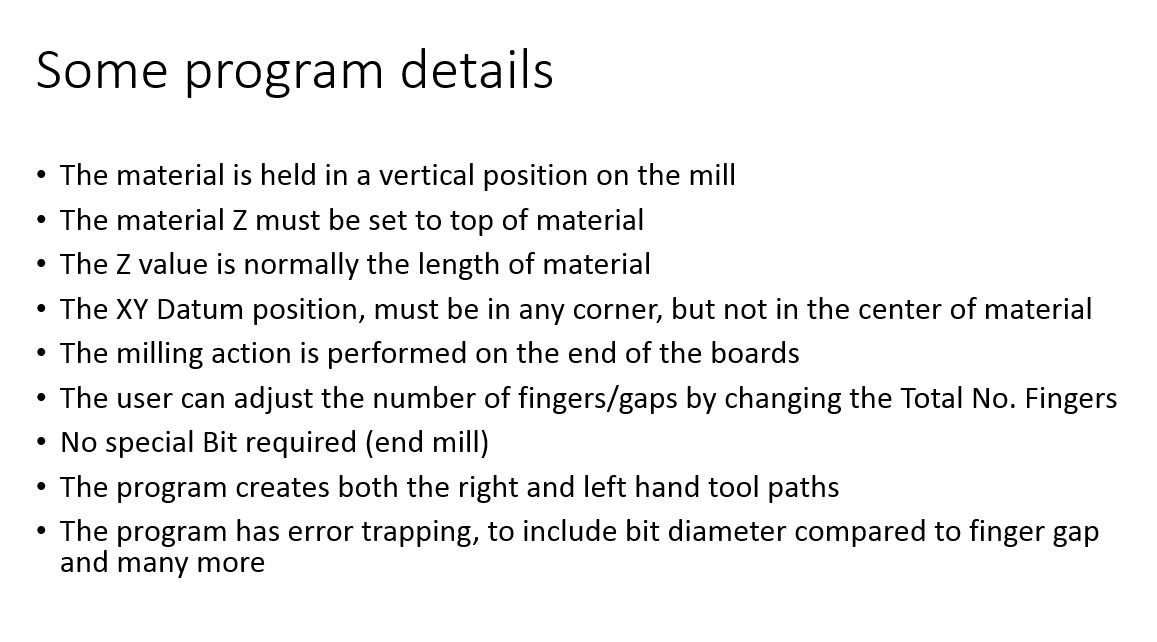 Some program details
• The material is held in a vertical position on the mill
• The material Z must be set to top of material
• The Z value is normally the length of material
• The XY Datum position, must be in any corner, but not in the center of material
• The milling action is performed on the end of the boards
• The user can adjust the number of fingers/gaps by changing the Total No. Fingers
• No special Bit required (end mill)
• The program creates both the right and left hand tool paths
• The program has error trapping, to include bit diameter compared to finger gap
and many more